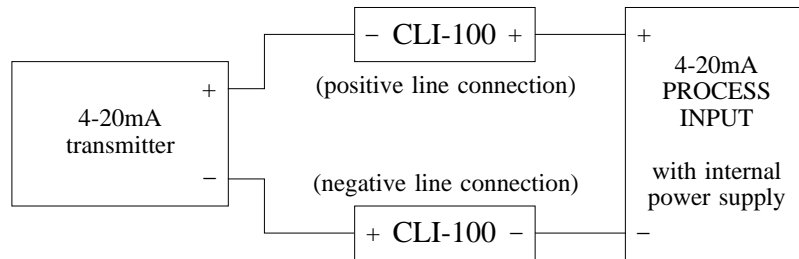 − CLI-100 +
+
4-20mA
PROCESS
INPUT
with internal
power supply
−
(positive line connection)
+
4-20mA
transmitter
−
(negative line connection)
+ CLI-100 −